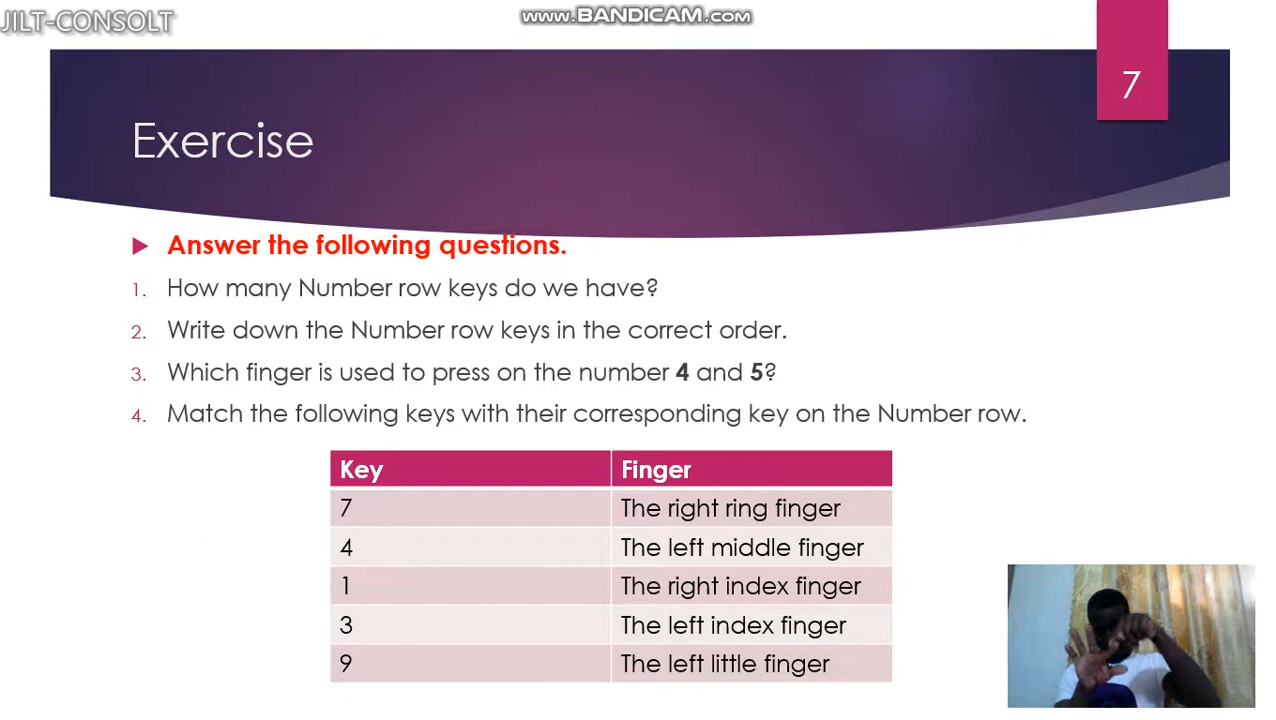 JILT-CONSOLT
www.BANDICAM.com
7
Exercise
Answer the following questions.
1. How many Number row keys do we have?
2. Write down the Number row keys in the correct order.
3. Which finger is used to press on the number 4 and 5?
4. Match the following keys with their corresponding key on the Number row.
Key Finger
7 The right ring finger
4 The left middle finger
1 The right index finger
3 The left index finger
9 The left little finger